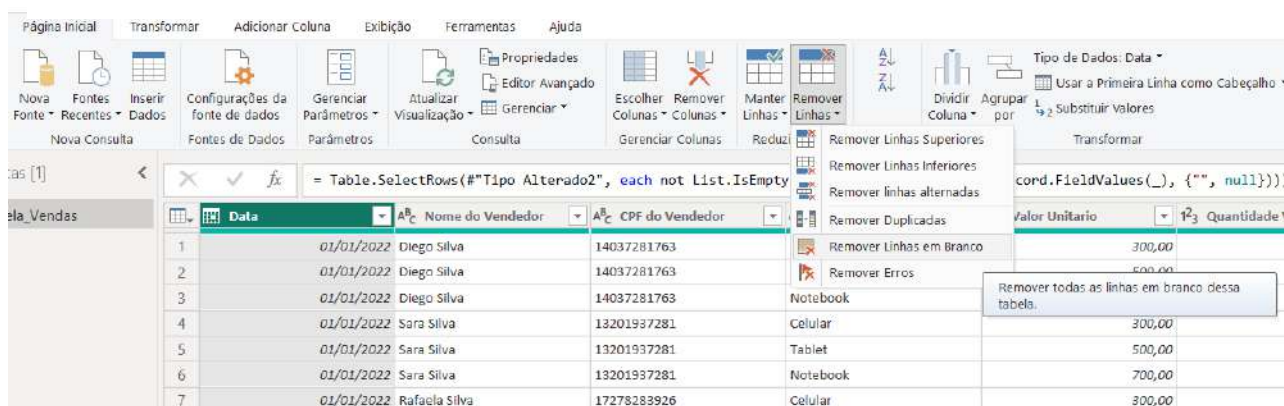 Página Inicial Transformar Adicionar Coluna Exibição Ferramentas Ajuda
Nova Fonte Fontes Recentes Inserir Dados
Nova Consulta
Configurações da fonte de dados
Fontes de Dados
Gerenciar Parâmetros
Parâmetros
Atualizar Visualização
Propriedades
Editor Avançado
Gerenciar
Consulta
Escolher Colunas Remover Colunas
Gerenciar Colunas
Manter Linhas Remover Linhas
Reduzi
Dividir Coluna Agrupar por
Tipo de Dados: Data
Usar a Primeira Linha como Cabeçalho
Substituir Valores
Transformar
Remover Linhas Superiores
Remover Linhas Inferiores
Remover linhas alternadas
Remover Duplicadas
Remover Linhas em Branco
Remover Erros
Remover todas as linhas em branco dessa
tabela.
as [1]
ela_Vendas
fx = Table.SelectRows(#"Tipo Alterado2", each not List.IsEmpty cord.FieldValues(_), {"", null}))
Data Nome do Vendedor CPF do Vendedor Valor Unitario Quantidade
1 01/01/2022 Diego Silva 14037281763 300,00
2 01/01/2022 Diego Silva 14037281763 500,00
3 01/01/2022 Diego Silva 14037281763 Notebook
4 01/01/2022 Sara Silva 13201937281 Celular 300,00
5 01/01/2022 Sara Silva 13201937281 Tablet 500,00
6 01/01/2022 Sara Silva 13201937281 Notebook 700,00
7 01/01/2022 Rafaela Silva 17278283926 Celular 300,00